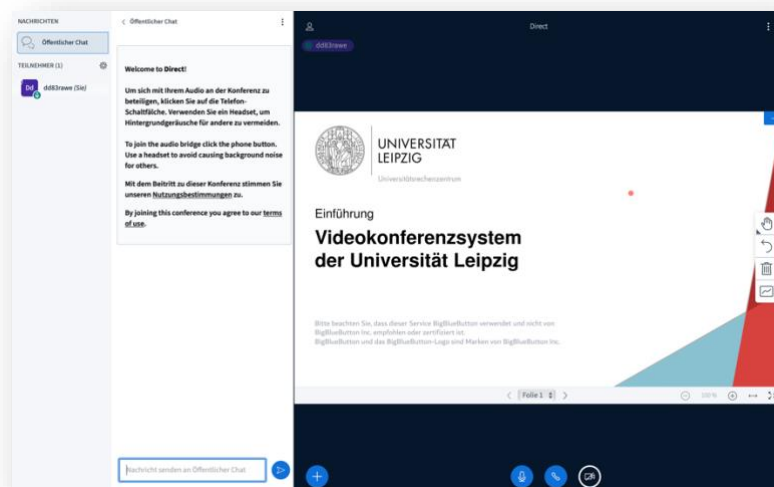 NACHRICHTEN
Öffentlicher Chat
TEILNEHMER (1)
Dd
dd83rawe (Sie)
Öffentlicher Chat
Welcome to Direct!
Um sich mit Ihrem Audio an der Konferenz zu
beteiligen, klicken Sie auf die Telefon-
Schaltfläche. Verwenden Sie ein Headset, um
Hintergrundgeräusche für andere zu vermeiden.
To join the audio bridge click the phone button.
Use a headset to avoid causing background noise
for others.
Mit dem Beitritt zu dieser Konferenz stimmen Sie
unseren Nutzungsbestimmungen zu.
By joining this conference you agree to our terms
of use.
Nachricht senden an Öffentlicher Chat
Direct
dd83rawe
UNIVERSITÄT
LEIPZIG
Universitätsrechenzentrum
Einführung
Videokonferenzsystem
der Universität Leipzig
Bitte beachten Sie, dass dieser Service BigBlueButton verwendet und nicht von
BigBlueButton Inc. empfohlen oder zertifiziert ist.
BigBlueButton und das BigBlueButton-Logo sind Marken von BigBlueButton Inc.
Folie 1
100 %